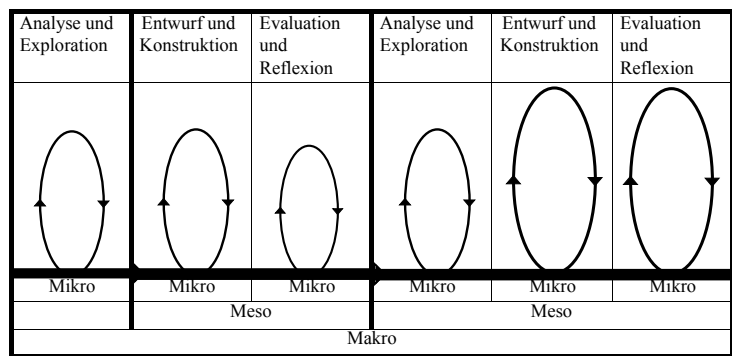 Analyse und
Exploration
Entwurf und
Konstruktion
Evaluation
und
Reflexion
Analyse und
Exploration
Entwurf und
Konstruktion
Evaluation
und
Reflexion
Mikro
Mikro
Mikro
Mikro
Mikro
Mikro
Meso
Meso
Makro